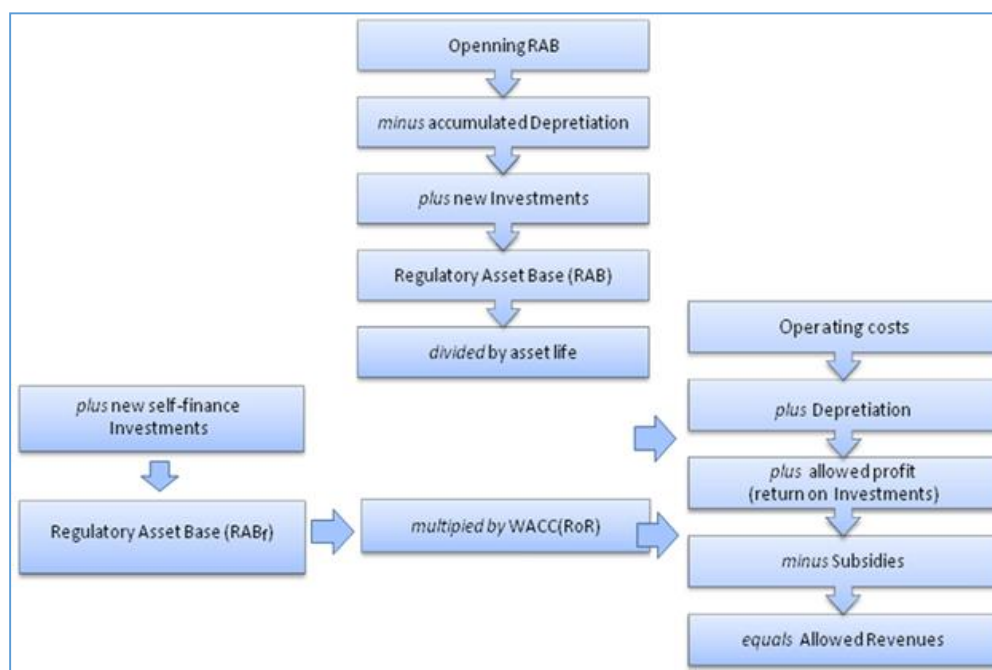 Openning RAB
minus accumulated Depretiation
plus new Investments
Regulatory Asset Base (RAB)
divided by asset life
plus new self-finance
Investments
Regulatory Asset Base (RABf)
multipied by WACC(RoR)
Operating costs
plus Depretiation
plus allowed profit
(return on Investments)
minus Subsidies
equals Allowed Revenues